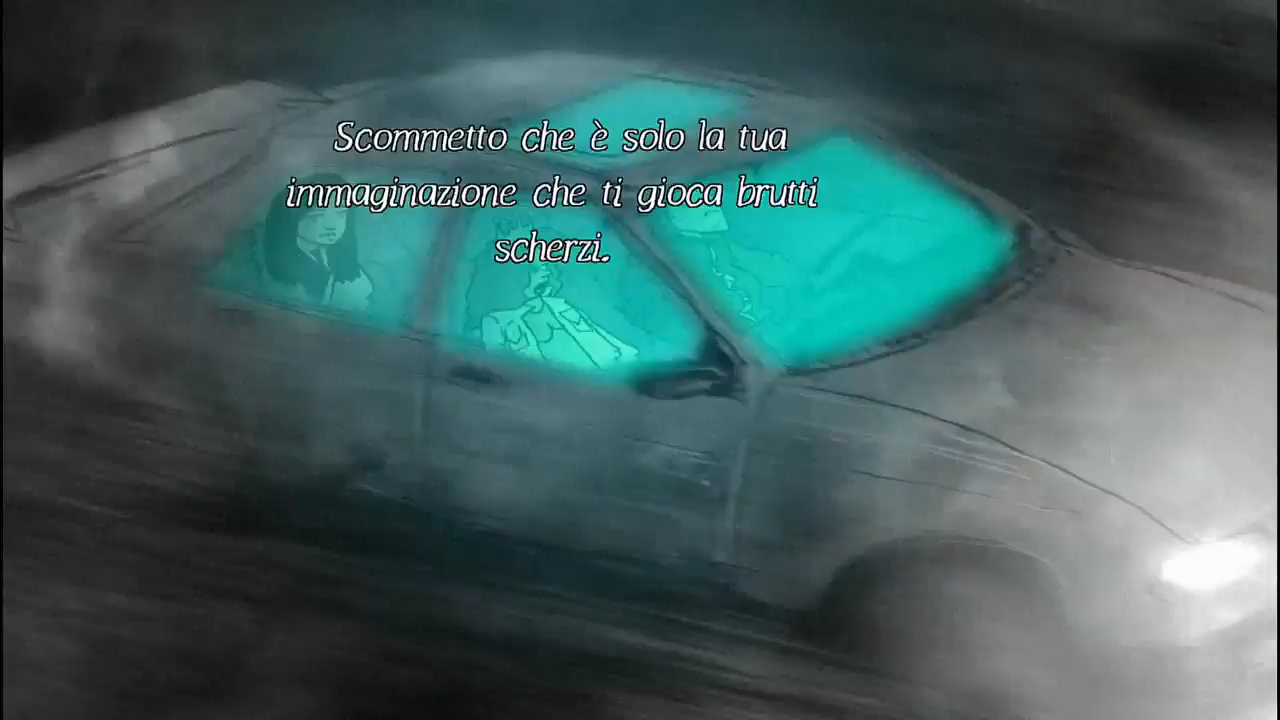 Scommetto che è solo la tua
immaginazione che ti gioca brutti
scherzi.